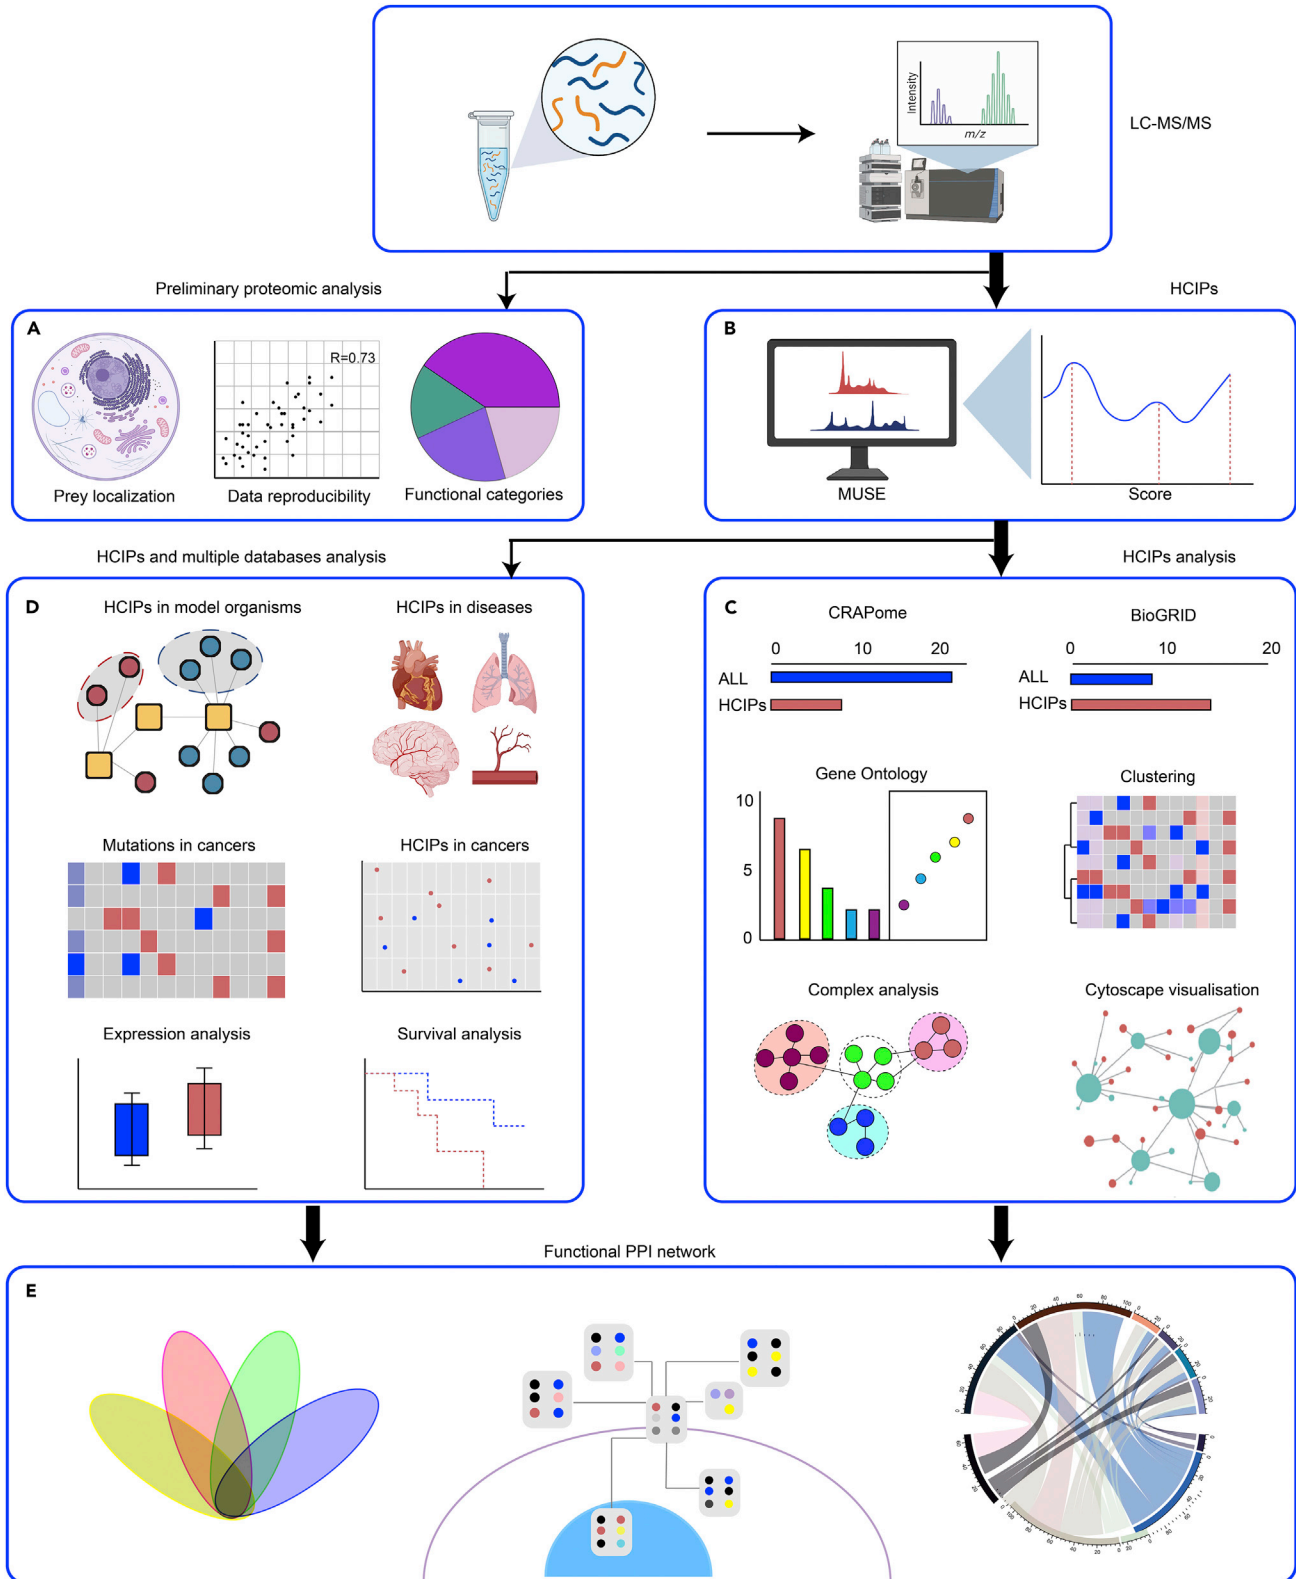 Intensity
m/z
LC-MS/MS
Preliminary proteomic analysis
HCIPs
A
R=0.73
Prey localization
Data reproducibility
Functional categories
B
MUSE
Score
HCIPs and multiple databases analysis
HCIPs analysis
D
HCIPs in model organisms
HCIPs in diseases
Mutations in cancers
HCIPs in cancers
Expression analysis
Survival analysis
C
CRAPome
0 10 20
ALL
HCIPs
BioGRID
0 10 20
ALL
HCIPs
Gene Ontology
10
5
0
Clustering
Complex analysis
Cytoscape visualisation
Functional PPI network
E